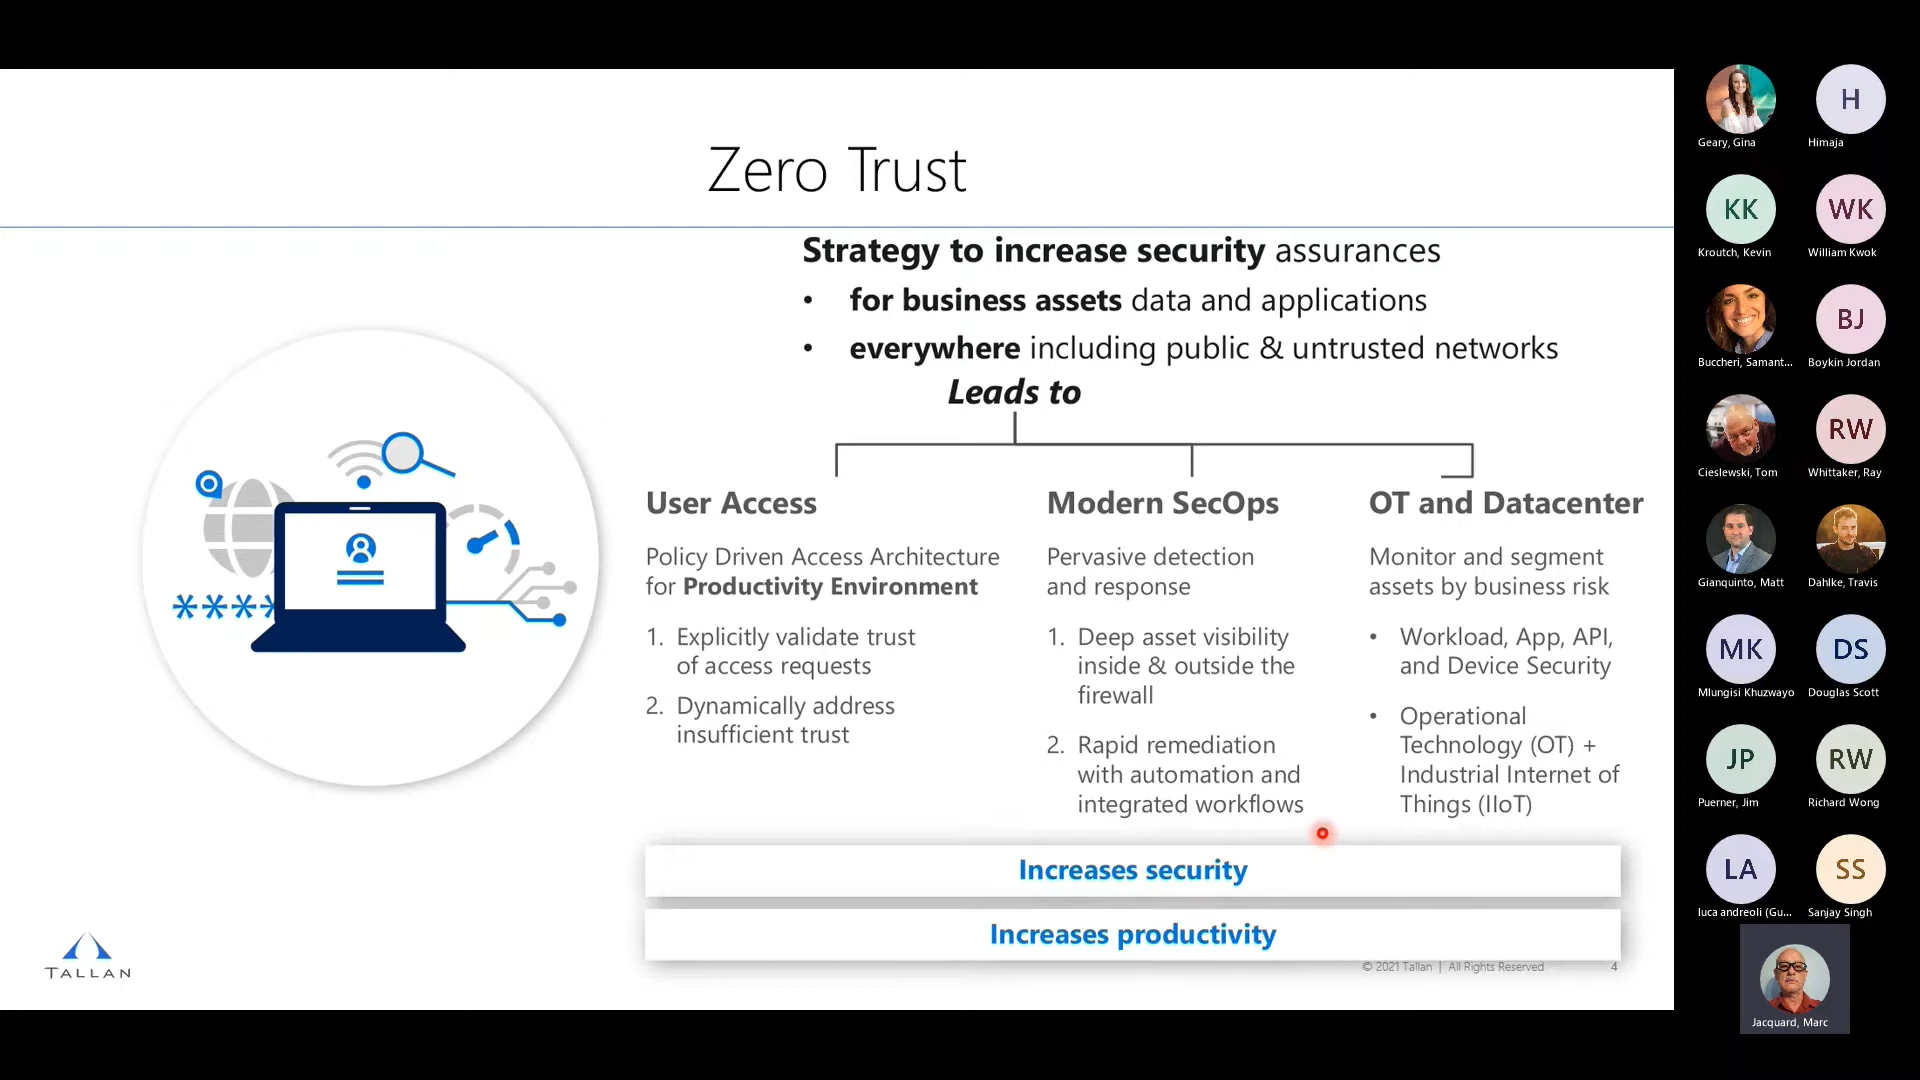 Zero Trust
Strategy to increase security assurances
• for business assets data and applications
• everywhere including public & untrusted networks
Leads to
User Access
Policy Driven Access Architecture
for Productivity Environment
1. Explicitly validate trust
of access requests
2. Dynamically address
insufficient trust
Modern SecOps
Pervasive detection
and response
1. Deep asset visibility
inside & outside the
firewall
2. Rapid remediation
with automation and
integrated workflows
OT and Datacenter
Monitor and segment
assets by business risk
• Workload, App, API,
and Device Security
• Operational
Technology (OT) +
Industrial Internet of
Things (IIoT)
Increases security
Increases productivity
TALLAN
© 2021 Tallan | All Rights Reserved
4
Geary, Gina
H
Himaja
KK
Kroutch, Kevin
WK
William Kwok
Buccheri, Samant...
BJ
Boykin Jordan
Cieslewski, Tom
RW
Whittaker, Ray
Gianquinto, Matt
Dahlke, Travis
MK
Mlungisi Khuzwayo
DS
Douglas Scott
JP
Puerner, Jim
RW
Richard Wong
LA
luca andreoli (Gu...
SS
Sanjay Singh
Jacquard, Marc